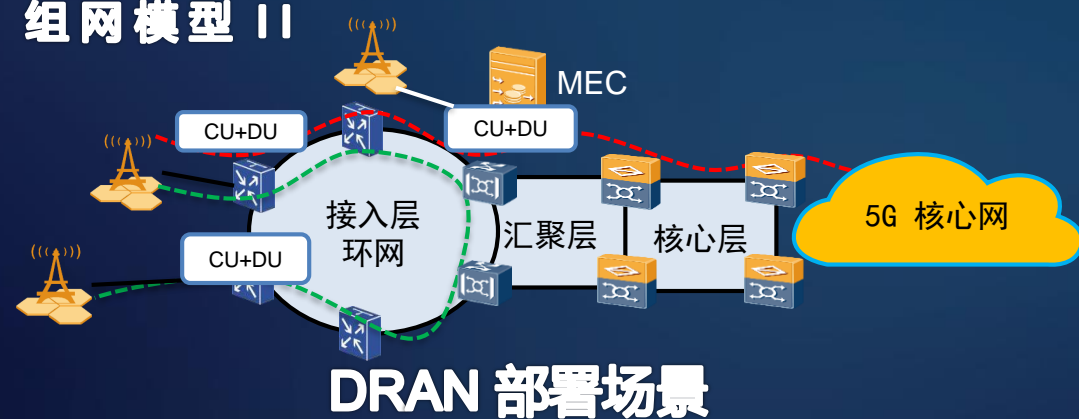 组网模型 II
MEC
CU+DU
CU+DU
接入层
环网
汇聚层
核心层
5G 核心网
CU+DU
DRAN 部署场景